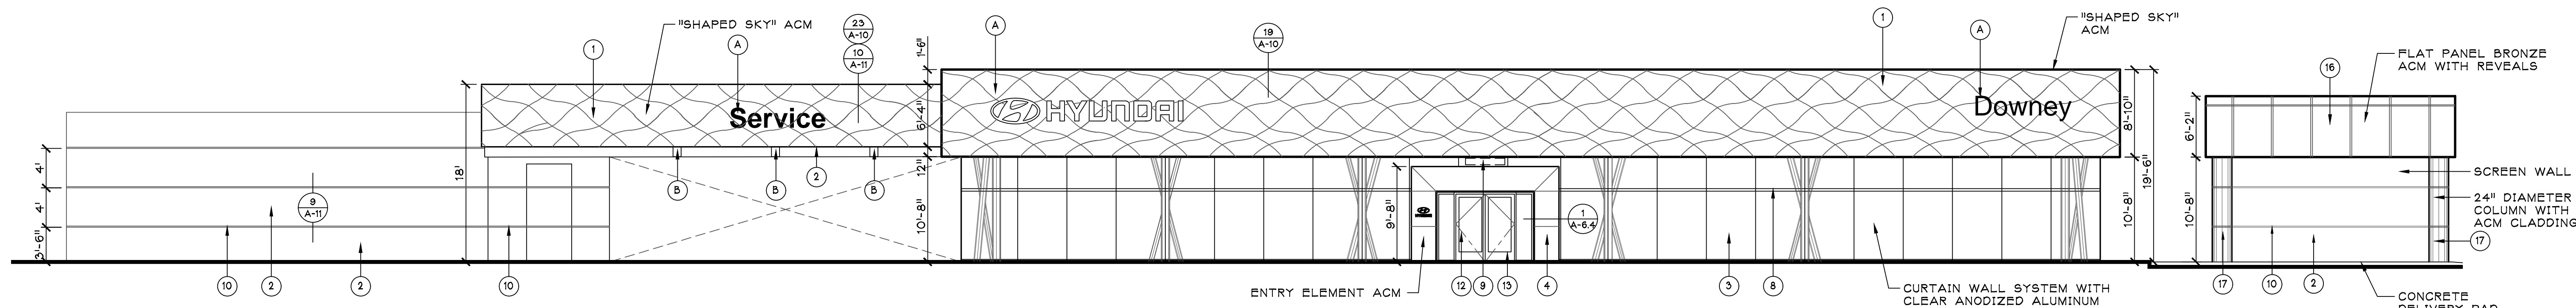 "SHAPED SKY" ACM
23
A-10
10
A-11
1
A
1'-6"
A
19
A-10
1
A
"SHAPED SKY"
ACM
16
FLAT PANEL BRONZE
ACM WITH REVEALS
Service
HYUNDAI
Downey
6'-4"
8'-10"
6'-2"
18'
12"
19'-6"
4'
4'
3'-6"
9
A-11
B
B
2
B
10'-8"
9'-8"
HYUNDAI
1
A-6.4
10'-8"
10'-8"
SCREEN WALL
24" DIAMETER
COLUMN WITH
ACM CLADDING
17
10
2
2
10
ENTRY ELEMENT ACM
12
9
13
4
3
8
CURTAIN WALL SYSTEM WITH
CLEAR ANODIZED ALUMINUM
17
10
2
CONCRETE
DELIVERY PAD